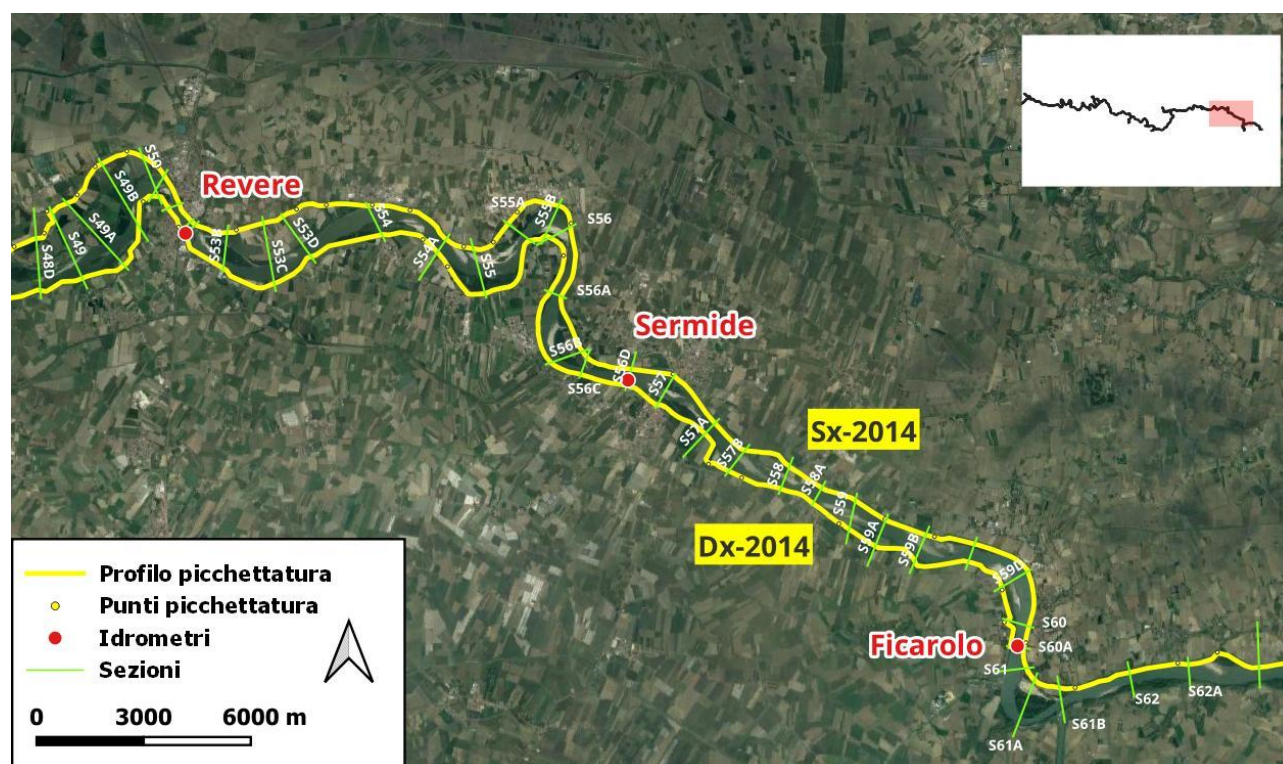 S50
S49B
Revere
S49A
S49
S48D
S53B
S53C
S53D
S54
S54A
S55
S55A
S55B
S56
S56A
Sermide
S56B
S56C
S56D
S57
S57A
S57B
Sx-2014
S58
S58A
S59
Dx-2014
S59A
S59B
S59D
S60
Ficarolo
S60A
S61
S62
S62A
S61B
S61A
Profilo picchettatura
Punti picchettatura
Idrometri
Sezioni
0 3000 6000 m